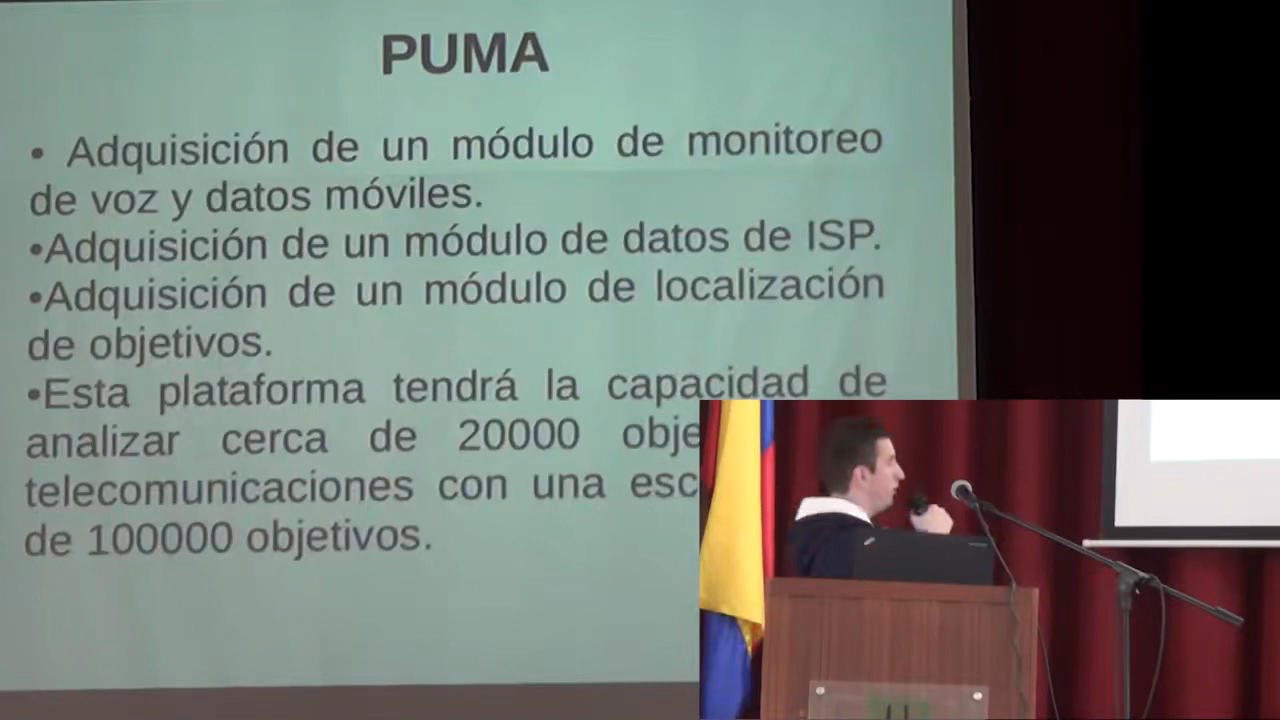 PUMA
• Adquisición de un módulo de monitoreo
de voz y datos móviles.
•Adquisición de un módulo de datos de ISP.
•Adquisición de un módulo de localización
de objetivos.
•Esta plataforma tendrá la capacidad de
analizar cerca de 20000 obje
telecomunicaciones con una esc
de 100000 objetivos.